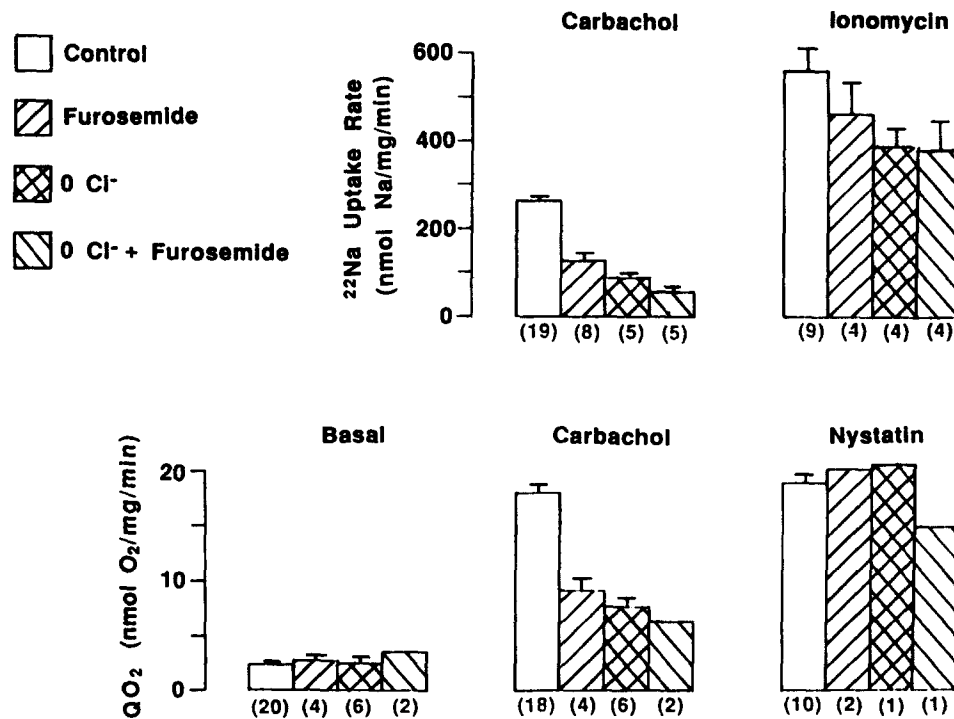 Control
Furosemide
0 Cl-
0 Cl- + Furosemide
Carbachol
Ionomycin
22Na Uptake Rate
(nmol Na/mg/min)
600
400
200
0
(19) (8) (5) (5)
(9) (4) (4) (4)
Basal
Carbachol
Nystatin
QO2 (nmol O2/mg/min)
20
10
0
(20) (4) (6) (2)
(18) (4) (6) (2)
(10) (2) (1) (1)